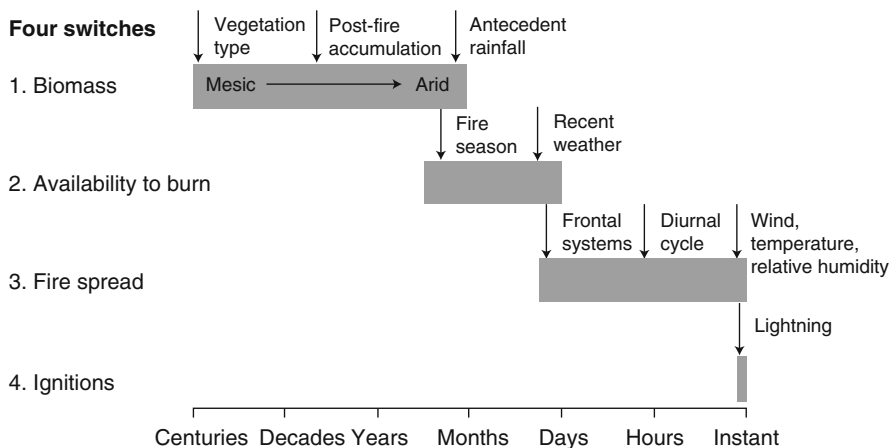 Four switches
Vegetation
type
Post-fire
accumulation
Antecedent
rainfall
1. Biomass
Mesic
Arid
Fire
season
Recent
weather
2. Availability to burn
Frontal
systems
Diurnal
cycle
Wind,
temperature,
relative humidity
3. Fire spread
Lightning
4. Ignitions
Centuries Decades Years Months Days Hours Instant